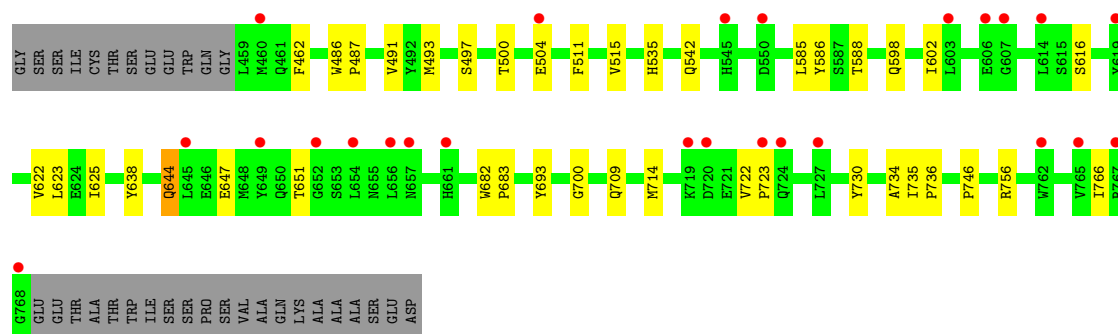 GLY
SER
SER
ILE
CYS
THR
SER
GLU
GLU
TRP
GLN
GLY
L459
M460
Q461
F462
W486
P487
V491
Y492
M493
S497
T500
E504
F511
V515
H535
Q542
H545
D550
L585
Y586
S587
T588
Q598
I602
L603
E606
G607
L614
S615
S616
V622
L623
E624
I625
Y638
Q644
L645
E646
E647
M648
Y649
Q650
T651
G652
S653
L654
N655
L656
N657
H661
W682
P683
Y693
G700
Q709
M714
K719
D720
E721
V722
P723
Q724
L727
Y730
A734
I735
P736
P746
R756
W762
V765
I766
G768
GLU
GLU
THR
ALA
THR
TRP
ILE
SER
SER
PRO
SER
VAL
ALA
GLN
LYS
ALA
ALA
ALA
SER
GLU
ASP